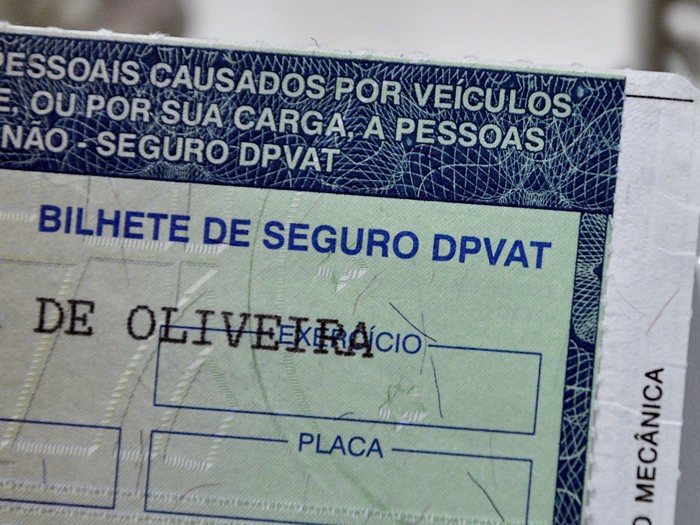 PESSOAIS CAUSADOS POR VEÍCULOS
E, OU POR SUA CARGA, A PESSOAS
NÃO - SEGURO DPVAT
BILHETE DE SEGURO DPVAT
DE OLIVEIRA
EXERCÍCIO
PLACA
O MECÂNICA